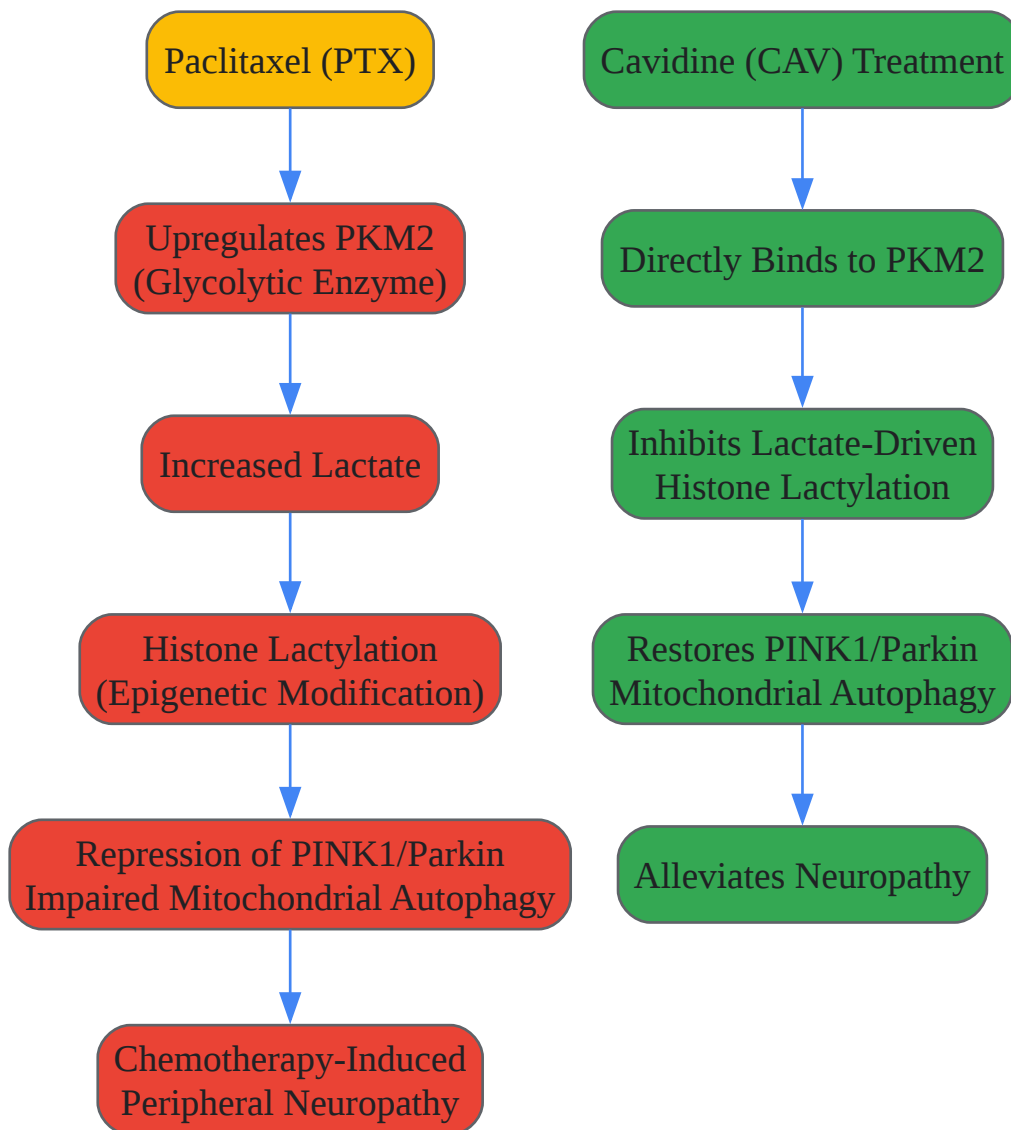 Paclitaxel (PTX)
Upregulates PKM2
(Glycolytic Enzyme)
Increased Lactate
Histone Lactylation
(Epigenetic Modification)
Repression of PINK1/Parkin
Impaired Mitochondrial Autophagy
Chemotherapy-Induced
Peripheral Neuropathy
Cavidine (CAV) Treatment
Directly Binds to PKM2
Inhibits Lactate-Driven
Histone Lactylation
Restores PINK1/Parkin
Mitochondrial Autophagy
Alleviates Neuropathy